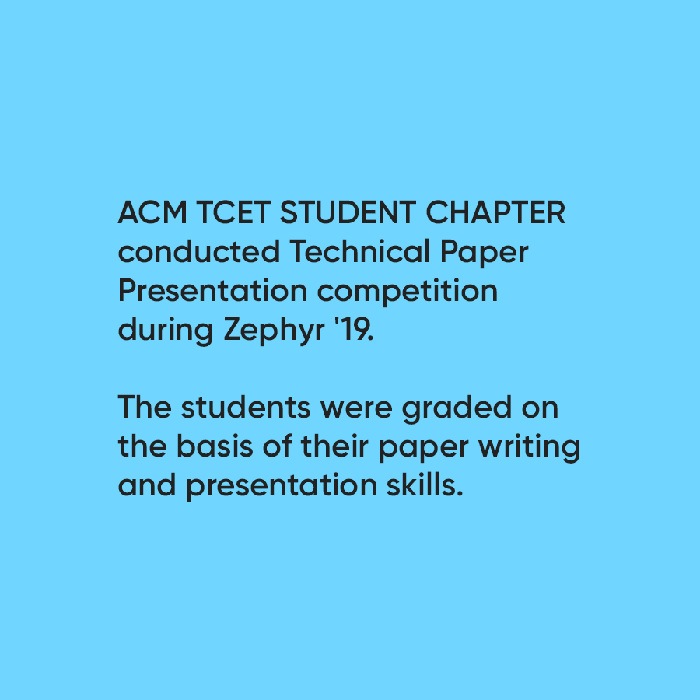 ACM TCET STUDENT CHAPTER
conducted Technical Paper
Presentation competition
during Zephyr '19.
The students were graded on
the basis of their paper writing
and presentation skills.